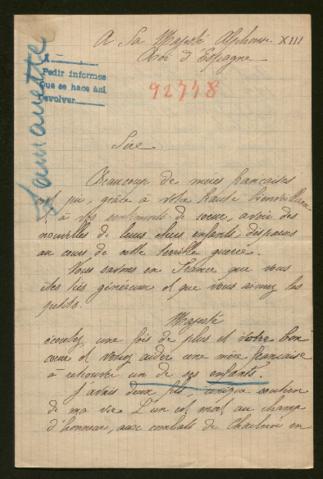 A Sa Majesté Alphonse XIII
Roi d'Espagne
Pedir informes
que se hace así
devolver
92748
Sire
Beaucoup de mères françaises
ont pu, grâce à votre haute bienveillance
à vos sentiments de cœur, avoir des
nouvelles de leurs chers enfants disparus
au cours de cette terrible guerre.
Nous savons en France que vous
êtes très généreux et que vous aimez les
petits.
Majesté
écoutez une fois de plus et votre bon
cœur et voulez aider une mère française
à retrouver un de ses enfants.
J'avais deux fils, unique soutien
de ma vie. L'un est mort au champ
d'honneur, aux combats de Charleroi en